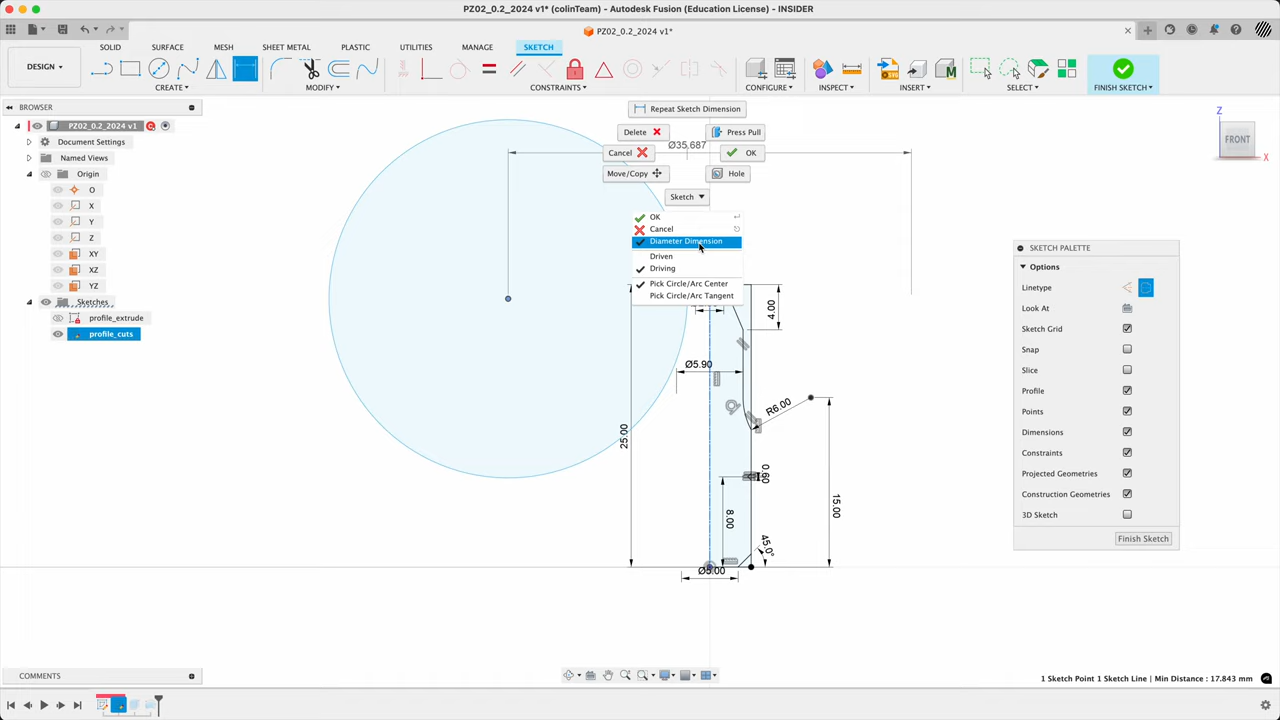 PZ02_0.2_2024 v1* (colinTeam) - Autodesk Fusion (Education License) - INSIDER
PZ02_0.2_2024 v1*
DESIGN
SOLID SURFACE MESH SHEET METAL PLASTIC UTILITIES MANAGE SKETCH
CREATE MODIFY CONSTRAINTS CONFIGURE INSPECT INSERT SELECT FINISH SKETCH
BROWSER
PZ02_0.2_2024 v1
Document Settings
Named Views
Origin
O
X
Y
Z
XY
XZ
YZ
Sketches
profile_extrude
profile_cuts
Repeat Sketch Dimension
Delete
Press Pull
Ø35.687
Cancel
OK
Move/Copy
Hole
Sketch
OK
Cancel
Diameter Dimension
Driven
Driving
Pick Circle/Arc Center
Pick Circle/Arc Tangent
4.00
Ø5.90
R6.00
25.00
0.60
15.00
8.00
45.0°
Ø5.00
Z
FRONT
X
SKETCH PALETTE
Options
Linetype
Look At
Sketch Grid
Snap
Slice
Profile
Points
Dimensions
Constraints
Projected Geometries
Construction Geometries
3D Sketch
Finish Sketch
COMMENTS
1 Sketch Point 1 Sketch Line | Min Distance : 17.843 mm